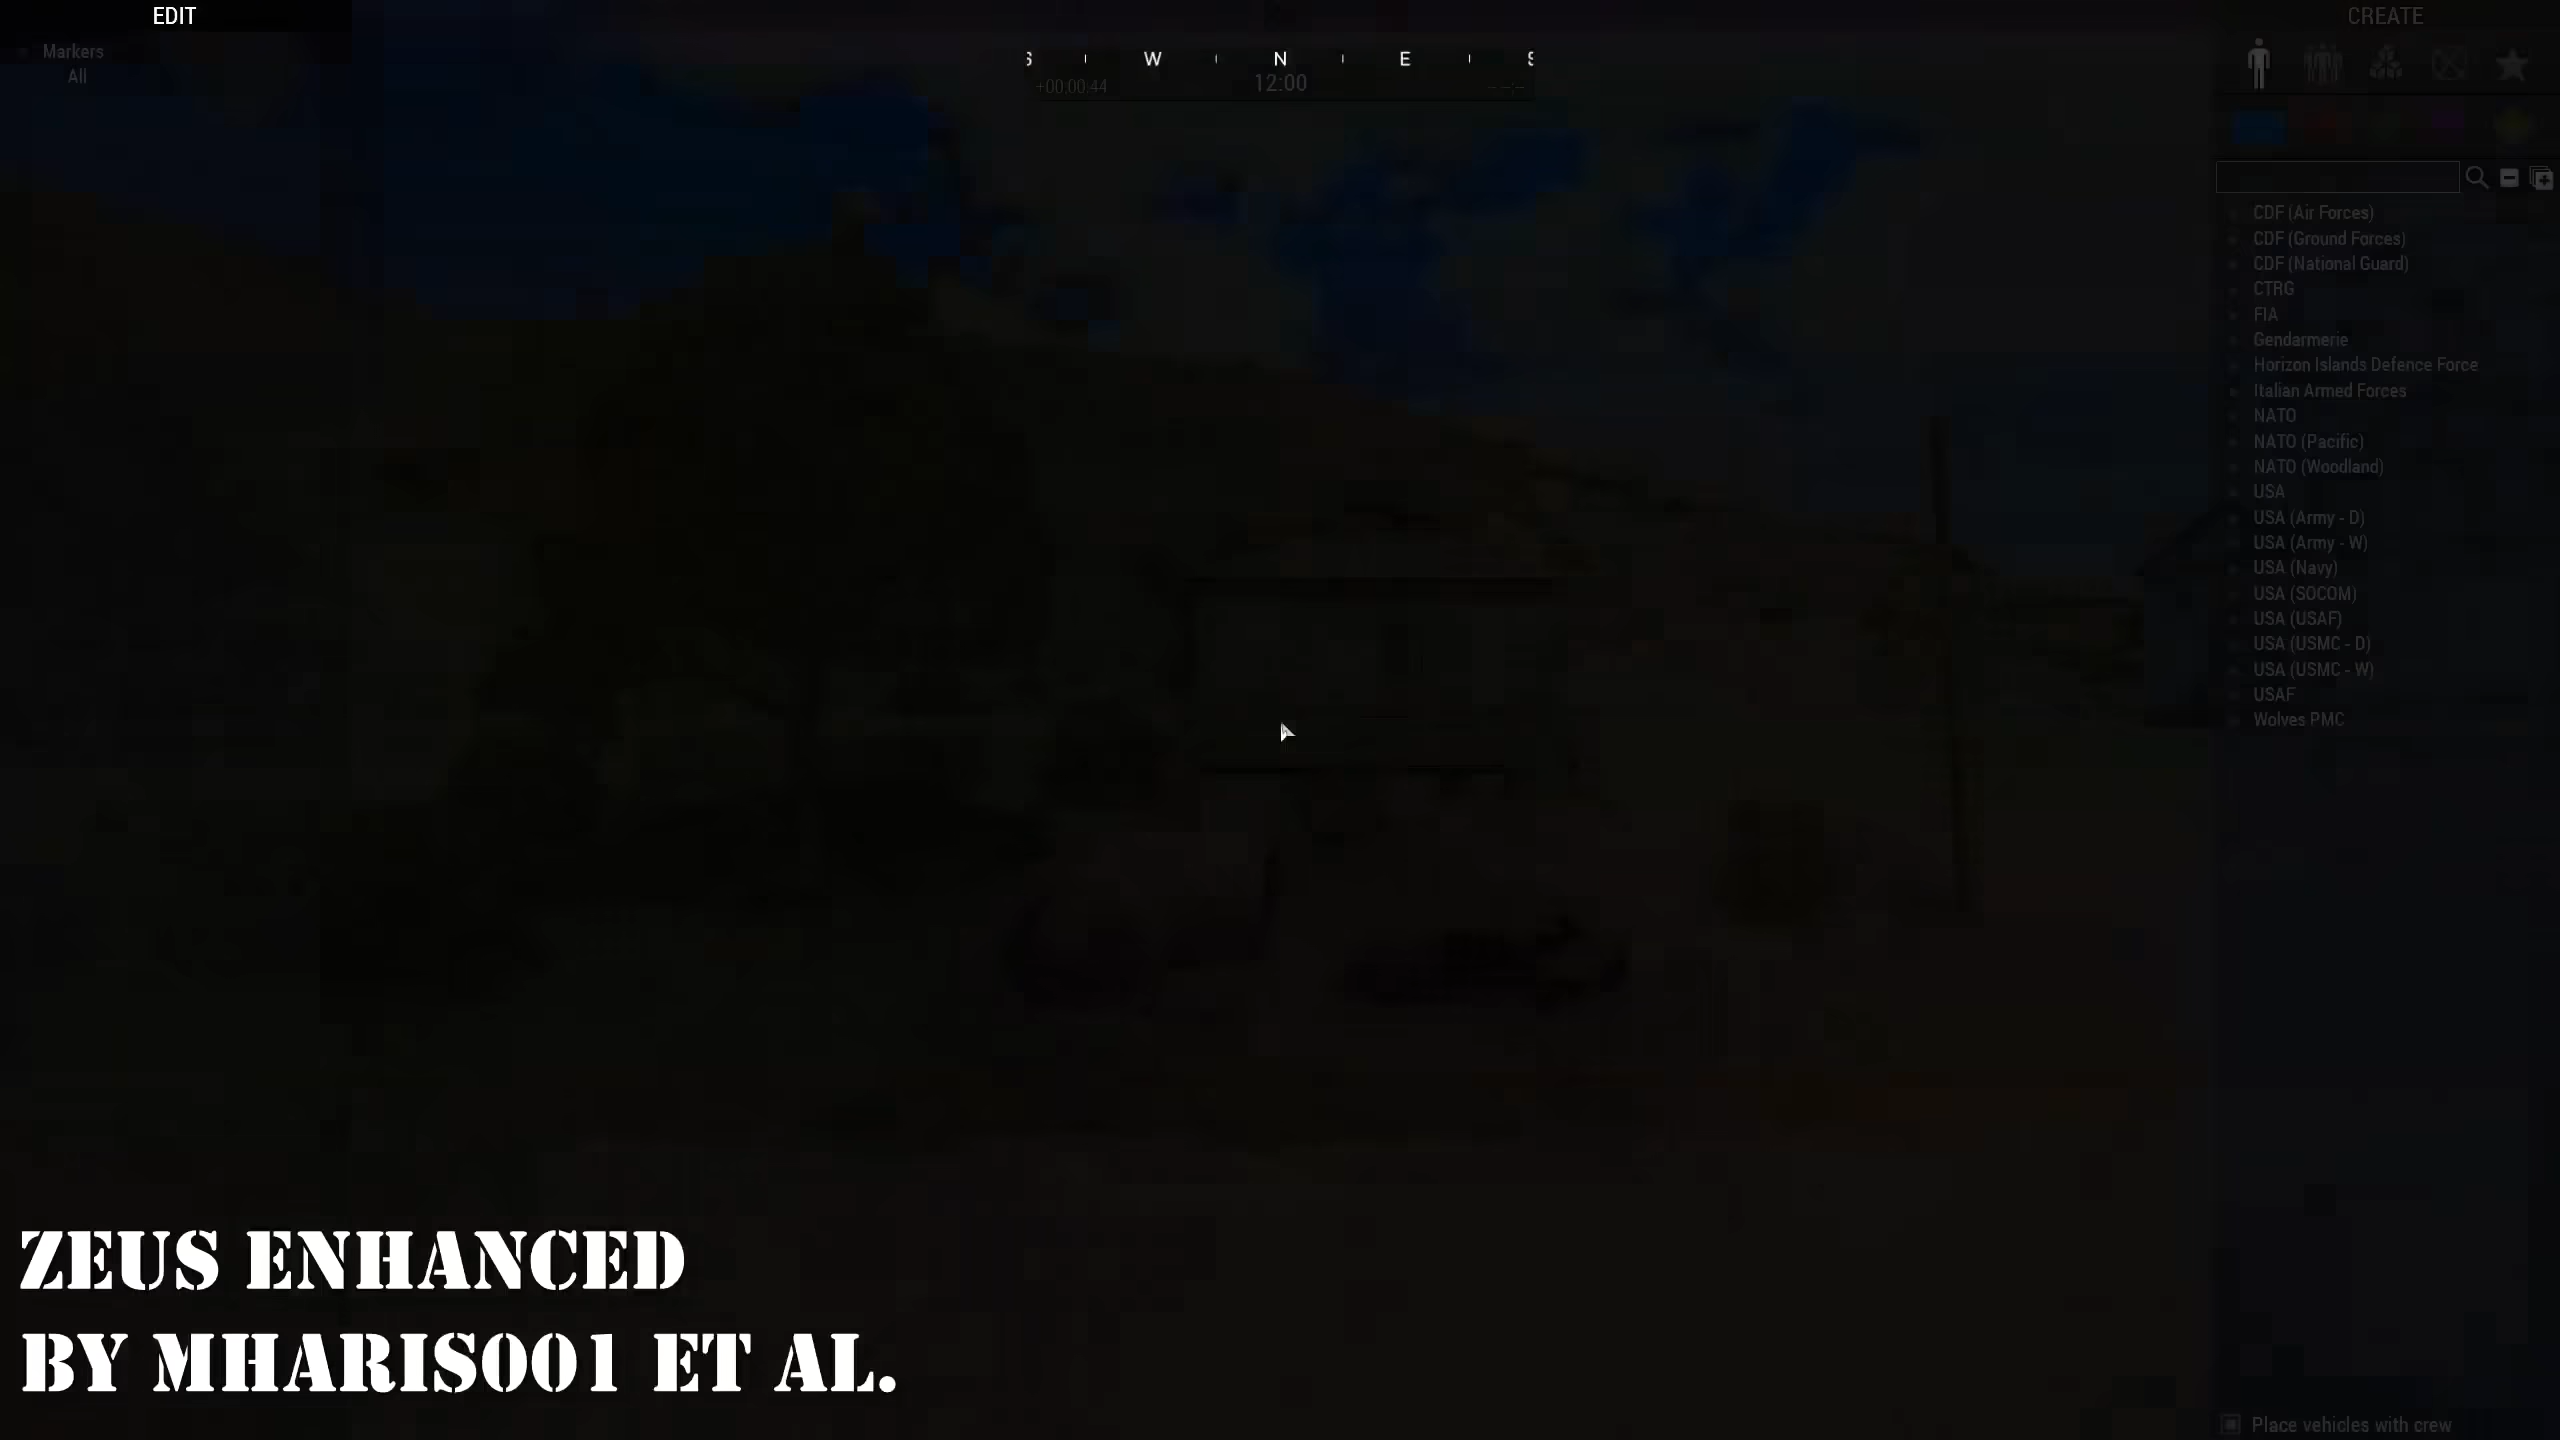 EDIT
Markers
All
S W N E S
+00:00:44 12:00 --:--
CREATE
CDF (Air Forces)
CDF (Ground Forces)
CDF (National Guard)
CTRG
FIA
Gendarmerie
Horizon Islands Defence Force
Italian Armed Forces
NATO
NATO (Pacific)
NATO (Woodland)
USA
USA (Army - D)
USA (Army - W)
USA (Navy)
USA (SOCOM)
USA (USAF)
USA (USMC - D)
USA (USMC - W)
USAF
Wolves PMC
Place vehicles with crew
ZEUS ENHANCED
BY MHARIS001 ET AL.